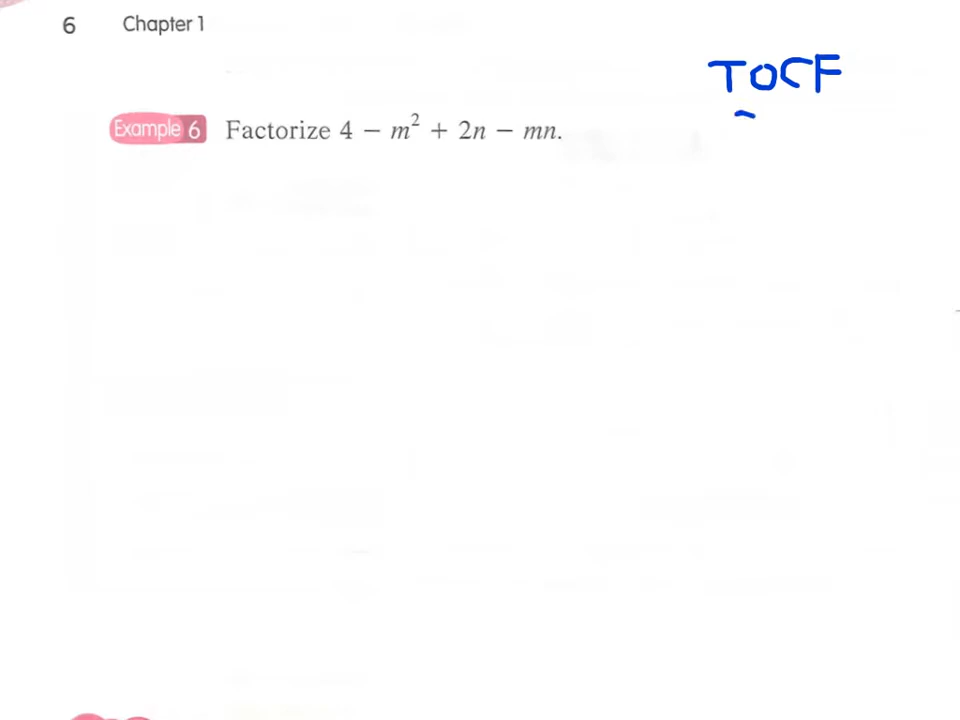 6 Chapter 1
TOCF
Example 6 Factorize 4 − m² + 2n − mn.